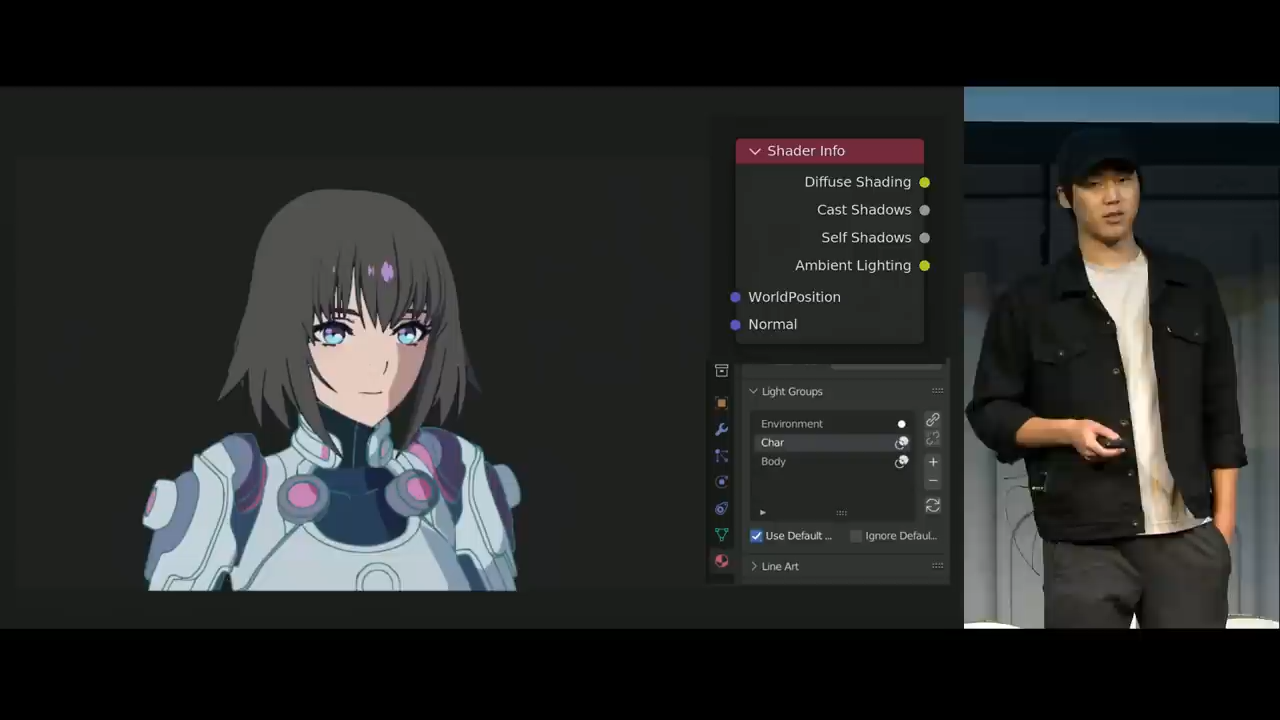 Shader Info
Diffuse Shading
Cast Shadows
Self Shadows
Ambient Lighting
WorldPosition
Normal
Light Groups
Environment
Char
Body
Use Default ...
Ignore Defaul...
Line Art